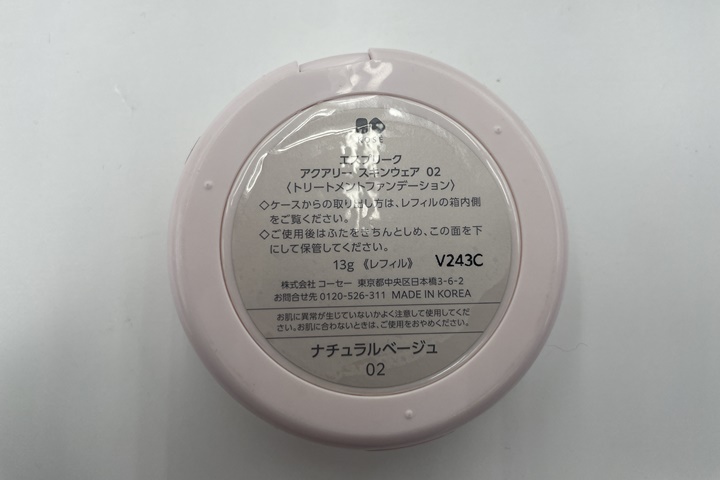 KOSÉ
エスプリーク
アクアリー スキンウェア 02
〈トリートメントファンデーション〉
◇ケースからの取り出し方は、レフィルの箱内側
をご覧ください。
◇ご使用後はふたをきちんとしめ、この面を下
にして保管してください。
13g 《レフィル》 V243C
株式会社 コーセー 東京都中央区日本橋3-6-2
お問合せ先 0120-526-311 MADE IN KOREA
お肌に異常が生じていないかよく注意して使用してくだ
さい。お肌に合わないときは、ご使用をおやめください。
ナチュラルベージュ
02